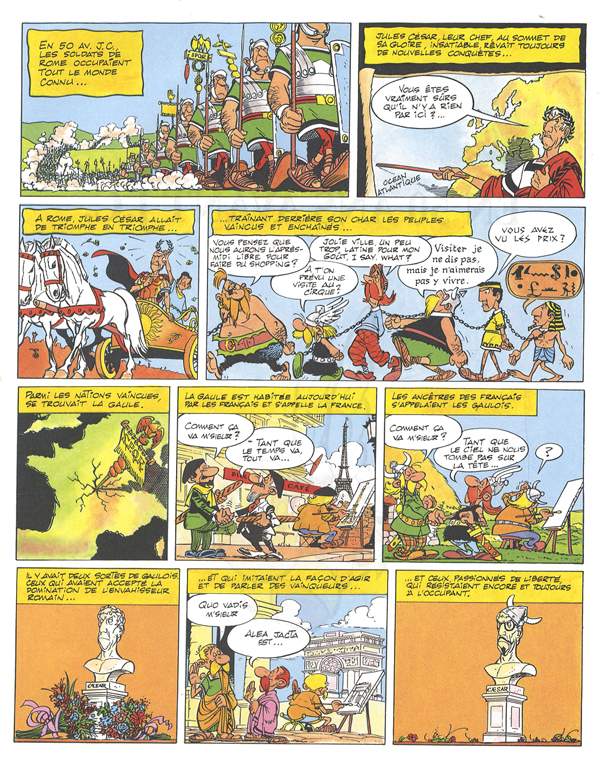 EN 50 AV. J.C.,
LES SOLDATS DE
ROME OCCUPAIENT
TOUT LE MONDE
CONNU...
SPQR
JULES CÉSAR, LEUR CHEF, AU SOMMET DE
SA GLOIRE, INSATIABLE, RÊVAIT TOUJOURS
DE NOUVELLES CONQUÊTES...
VOUS ÊTES
VRAIMENT SÛRS
QU'IL N'Y A RIEN
PAR ICI ?...
OCEAN
ATLANTIQUE
A ROME, JULES CÉSAR ALLAIT
DE TRIOMPHE EN TRIOMPHE...
...TRAÎNANT DERRIÈRE SON CHAR LES PEUPLES
VAINCUS ET ENCHAÎNÉS...
VOUS PENSEZ QUE
NOUS AURONS L'APRÈS-
MIDI LIBRE POUR
FAIRE DU SHOPPING ?
A T'ON
PRÉVU UNE
VISITE AU
CIRQUE?
JOLIE VILLE, UN PEU
TROP LATINE POUR MON
GOÛT, I SAY, WHAT ?
Visiter je
ne dis pas,
mais je n'aimerais
pas y vivre.
VOUS AVEZ
VU LES PRIX ?
PARMI LES NATIONS VAINCUES,
SE TROUVAIT LA GAULE.
LA GAULE EST HABITÉE AUJOURD'HUI
PAR LES FRANÇAIS ET S'APPELLE LA FRANCE.
COMMENT ÇA
VA M'SIEUR ?
TANT QUE
LE TEMPS VA,
TOUT VA...
CAFÉ
LES ANCÊTRES DES FRANÇAIS
S'APPELAIENT LES GAULOIS.
COMMENT ÇA
VA M'SIEUR ?
TANT QUE
LE CIEL NE NOUS
TOMBE PAS SUR
LA TÊTE...
?
IL Y AVAIT DEUX SORTES DE GAULOIS,
CEUX QUI AVAIENT ACCEPTÉ LA
DOMINATION DE L'ENVAHISSEUR
ROMAIN...
CAESAR
...ET QUI IMITAIENT LA FAÇON D'AGIR
ET DE PARLER DES VAINQUEURS...
QUO VADIS
M'SIEUR
ALEA JACTA
EST...
...ET CEUX, PASSIONNÉS DE LIBERTÉ,
QUI RÉSISTAIENT ENCORE ET TOUJOURS
A L'OCCUPANT.
CAESAR